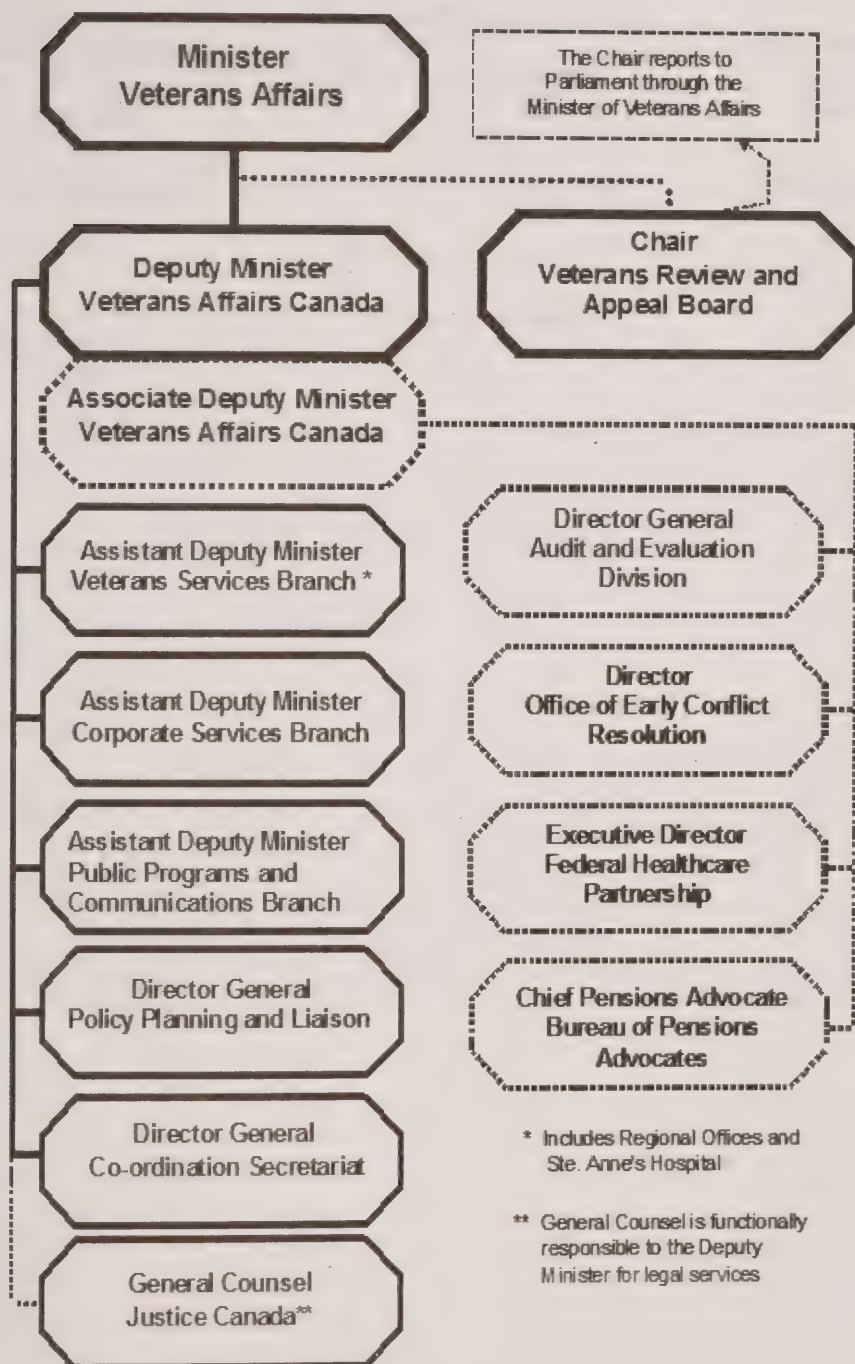 Minister
Veterans Affairs
The Chair reports to
Parliament through the
Minister of Veterans Affairs
Deputy Minister
Veterans Affairs Canada
Chair
Veterans Review and
Appeal Board
Associate Deputy Minister
Veterans Affairs Canada
Assistant Deputy Minister
Veterans Services Branch *
Assistant Deputy Minister
Corporate Services Branch
Assistant Deputy Minister
Public Programs and
Communications Branch
Director General
Policy Planning and Liaison
Director General
Co-ordination Secretariat
General Counsel
Justice Canada**
Director General
Audit and Evaluation
Division
Director
Office of Early Conflict
Resolution
Executive Director
Federal Healthcare
Partnership
Chief Pensions Advocate
Bureau of Pensions
Advocates
* Includes Regional Offices and
Ste. Anne's Hospital
** General Counsel is functionally
responsible to the Deputy
Minister for legal services